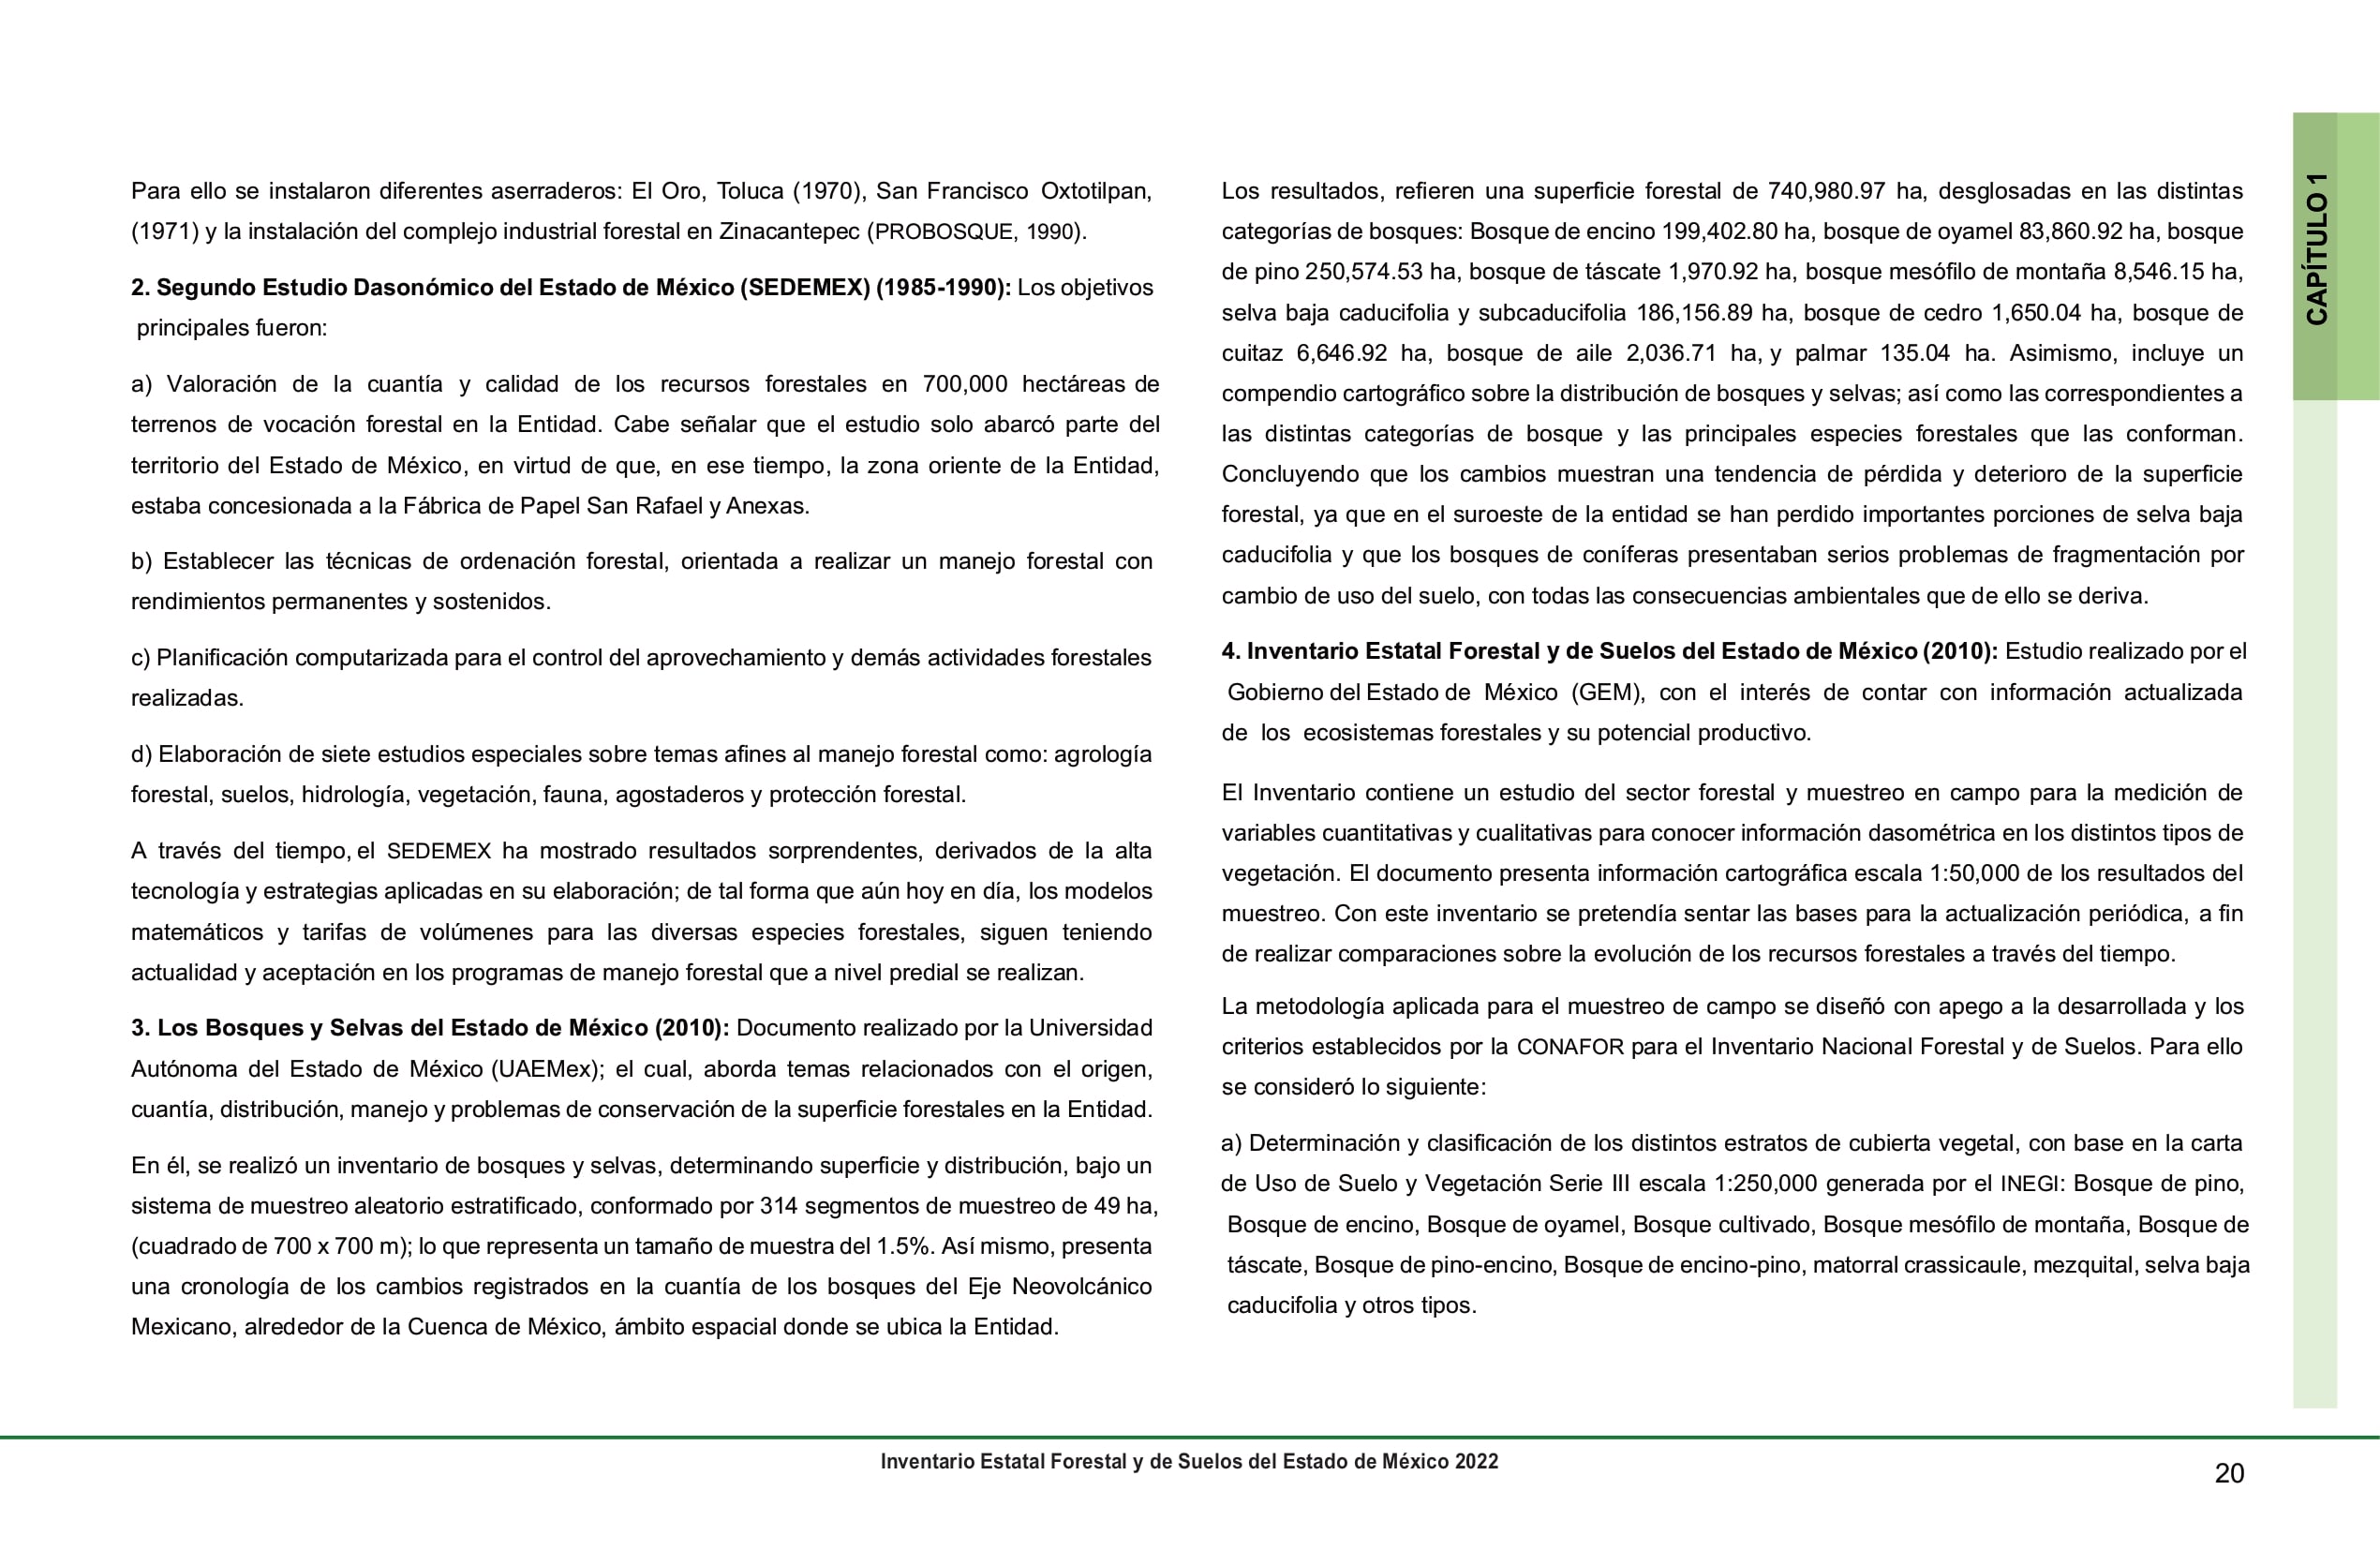 Para ello se instalaron diferentes aserraderos: El Oro, Toluca (1970), San Francisco Oxtotilpan,
(1971) y la instalación del complejo industrial forestal en Zinacantepec (PROBOSQUE, 1990).
2. Segundo Estudio Dasonómico del Estado de México (SEDEMEX) (1985-1990): Los objetivos
principales fueron:
a) Valoración de la cuantía y calidad de los recursos forestales en 700,000 hectáreas de
terrenos de vocación forestal en la Entidad. Cabe señalar que el estudio solo abarcó parte del
territorio del Estado de México, en virtud de que, en ese tiempo, la zona oriente de la Entidad,
estaba concesionada a la Fábrica de Papel San Rafael y Anexas.
b) Establecer las técnicas de ordenación forestal, orientada a realizar un manejo forestal con
rendimientos permanentes y sostenidos.
c) Planificación computarizada para el control del aprovechamiento y demás actividades forestales
realizadas.
d) Elaboración de siete estudios especiales sobre temas afines al manejo forestal como: agrología
forestal, suelos, hidrología, vegetación, fauna, agostaderos y protección forestal.
A través del tiempo, el SEDEMEX ha mostrado resultados sorprendentes, derivados de la alta
tecnología y estrategias aplicadas en su elaboración; de tal forma que aún hoy en día, los modelos
matemáticos y tarifas de volúmenes para las diversas especies forestales, siguen teniendo
actualidad y aceptación en los programas de manejo forestal que a nivel predial se realizan.
3. Los Bosques y Selvas del Estado de México (2010): Documento realizado por la Universidad
Autónoma del Estado de México (UAEMex); el cual, aborda temas relacionados con el origen,
cuantía, distribución, manejo y problemas de conservación de la superficie forestales en la Entidad.
En él, se realizó un inventario de bosques y selvas, determinando superficie y distribución, bajo un
sistema de muestreo aleatorio estratificado, conformado por 314 segmentos de muestreo de 49 ha,
(cuadrado de 700 x 700 m); lo que representa un tamaño de muestra del 1.5%. Así mismo, presenta
una cronología de los cambios registrados en la cuantía de los bosques del Eje Neovolcánico
Mexicano, alrededor de la Cuenca de México, ámbito espacial donde se ubica la Entidad.
Los resultados, refieren una superficie forestal de 740,980.97 ha, desglosadas en las distintas
categorías de bosques: Bosque de encino 199,402.80 ha, bosque de oyamel 83,860.92 ha, bosque
de pino 250,574.53 ha, bosque de táscate 1,970.92 ha, bosque mesófilo de montaña 8,546.15 ha,
selva baja caducifolia y subcaducifolia 186,156.89 ha, bosque de cedro 1,650.04 ha, bosque de
cuitaz 6,646.92 ha, bosque de aile 2,036.71 ha, y palmar 135.04 ha. Asimismo, incluye un
compendio cartográfico sobre la distribución de bosques y selvas; así como las correspondientes a
las distintas categorías de bosque y las principales especies forestales que las conforman.
Concluyendo que los cambios muestran una tendencia de pérdida y deterioro de la superficie
forestal, ya que en el suroeste de la entidad se han perdido importantes porciones de selva baja
caducifolia y que los bosques de coníferas presentaban serios problemas de fragmentación por
cambio de uso del suelo, con todas las consecuencias ambientales que de ello se deriva.
4. Inventario Estatal Forestal y de Suelos del Estado de México (2010): Estudio realizado por el
Gobierno del Estado de México (GEM), con el interés de contar con información actualizada
de los ecosistemas forestales y su potencial productivo.
El Inventario contiene un estudio del sector forestal y muestreo en campo para la medición de
variables cuantitativas y cualitativas para conocer información dasométrica en los distintos tipos de
vegetación. El documento presenta información cartográfica escala 1:50,000 de los resultados del
muestreo. Con este inventario se pretendía sentar las bases para la actualización periódica, a fin
de realizar comparaciones sobre la evolución de los recursos forestales a través del tiempo.
La metodología aplicada para el muestreo de campo se diseñó con apego a la desarrollada y los
criterios establecidos por la CONAFOR para el Inventario Nacional Forestal y de Suelos. Para ello
se consideró lo siguiente:
a) Determinación y clasificación de los distintos estratos de cubierta vegetal, con base en la carta
de Uso de Suelo y Vegetación Serie III escala 1:250,000 generada por el INEGI: Bosque de pino,
Bosque de encino, Bosque de oyamel, Bosque cultivado, Bosque mesófilo de montaña, Bosque de
táscate, Bosque de pino-encino, Bosque de encino-pino, matorral crassicaule, mezquital, selva baja
caducifolia y otros tipos.
CAPÍTULO 1
Inventario Estatal Forestal y de Suelos del Estado de México 2022
20